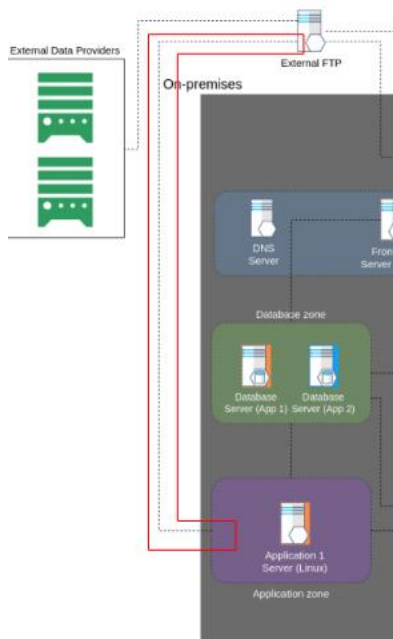 External Data Providers
External FTP
On-premises
DNS
Server
Server
Database zone
Database
Server (App 1)
Database
Server (App 2)
Application 1
Server (Linux)
Application zone